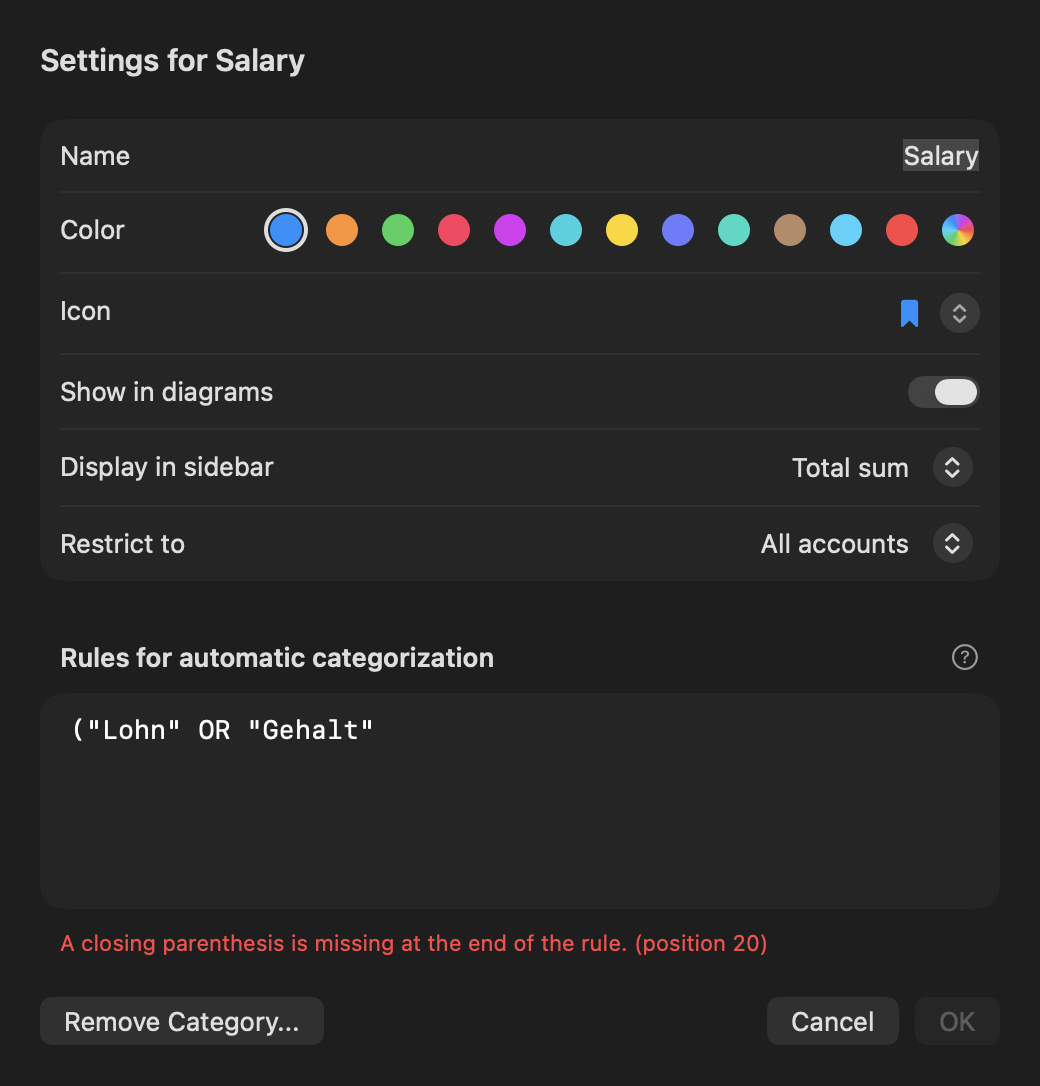 Settings for Salary
Name Salary
Color
Icon
Show in diagrams
Display in sidebar Total sum
Restrict to All accounts
Rules for automatic categorization ?
("Lohn" OR "Gehalt"
A closing parenthesis is missing at the end of the rule. (position 20)
Remove Category... Cancel OK